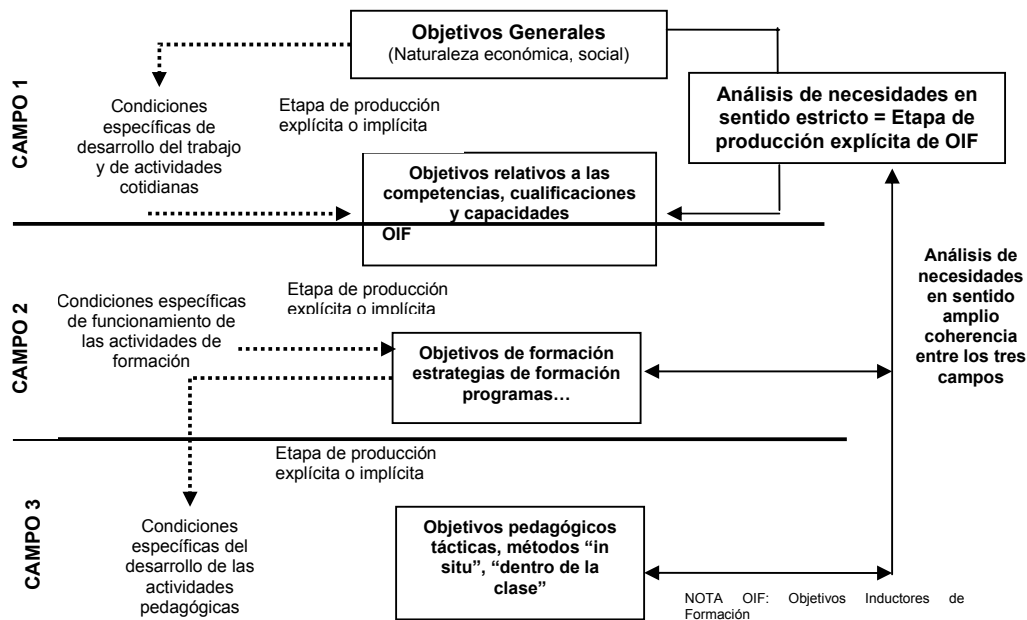 CAMPO 1
Objetivos Generales
(Naturaleza económica, social)
Condiciones
específicas de
desarrollo del trabajo
y de actividades
cotidianas
Etapa de producción
explícita o implícita
Análisis de necesidades en
sentido estricto = Etapa de
producción explícita de OIF
Objetivos relativos a las
competencias, cualificaciones
y capacidades
OIF
CAMPO 2
Condiciones específicas
de funcionamiento de
las actividades de
formación
Etapa de producción
explícita o implícita
Objetivos de formación
estrategias de formación
programas…
Análisis de
necesidades
en sentido
amplio
coherencia
entre los tres
campos
CAMPO 3
Etapa de producción
explícita o implícita
Condiciones
específicas del
desarrollo de las
actividades
pedagógicas
Objetivos pedagógicos
tácticas, métodos “in
situ”, “dentro de la
clase”
NOTA OIF: Objetivos Inductores de
Formación